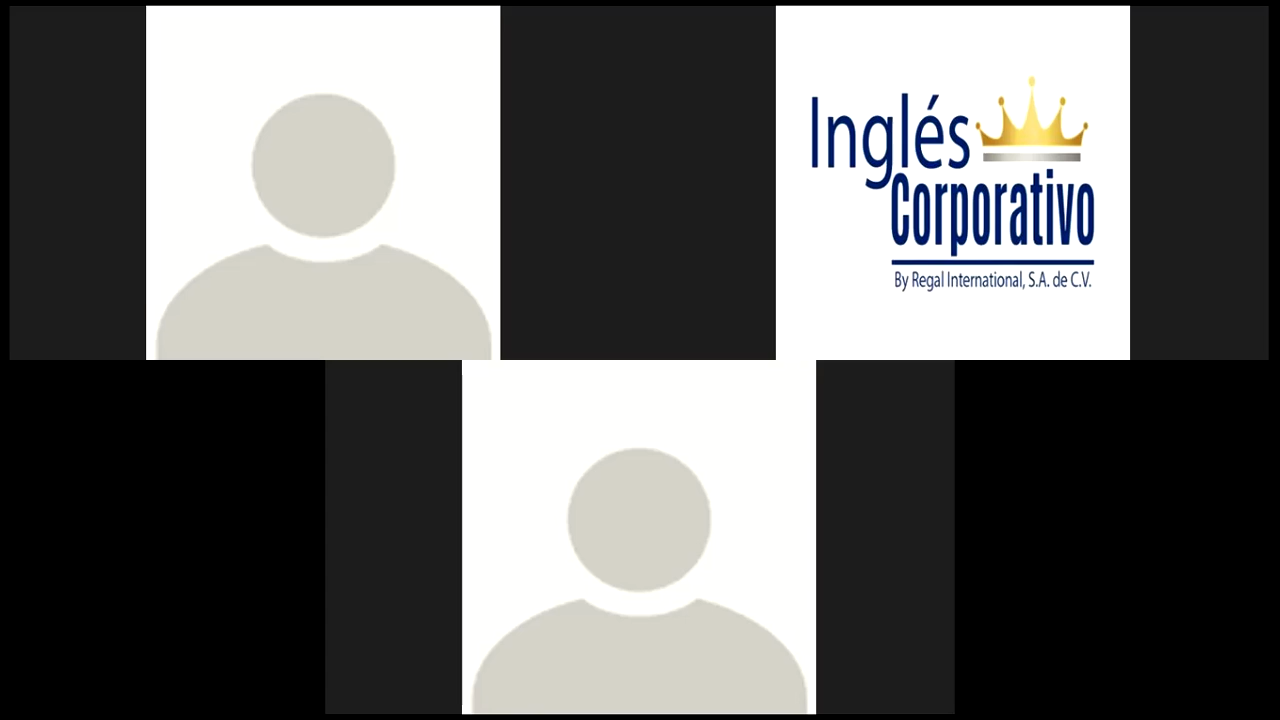 Inglés
Corporativo
By Regal International, S.A. de C.V.